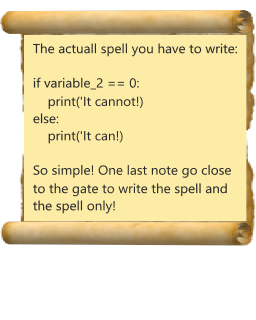 The actuall spell you have to write:
if variable_2 == 0:
print('It cannot!)
else:
print('It can!)
So simple! One last note go close
to the gate to write the spell and
the spell only!